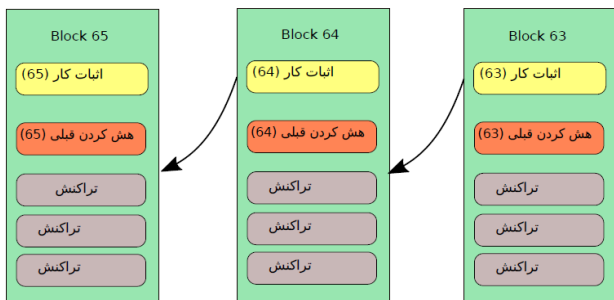 Block 65
اثبات کار (65)
هش کردن قبلی (65)
تراکنش
تراکنش
تراکنش
Block 64
اثبات کار (64)
هش کردن قبلی (64)
تراکنش
تراکنش
تراکنش
Block 63
اثبات کار (63)
هش کردن قبلی (63)
تراکنش
تراکنش
تراکنش